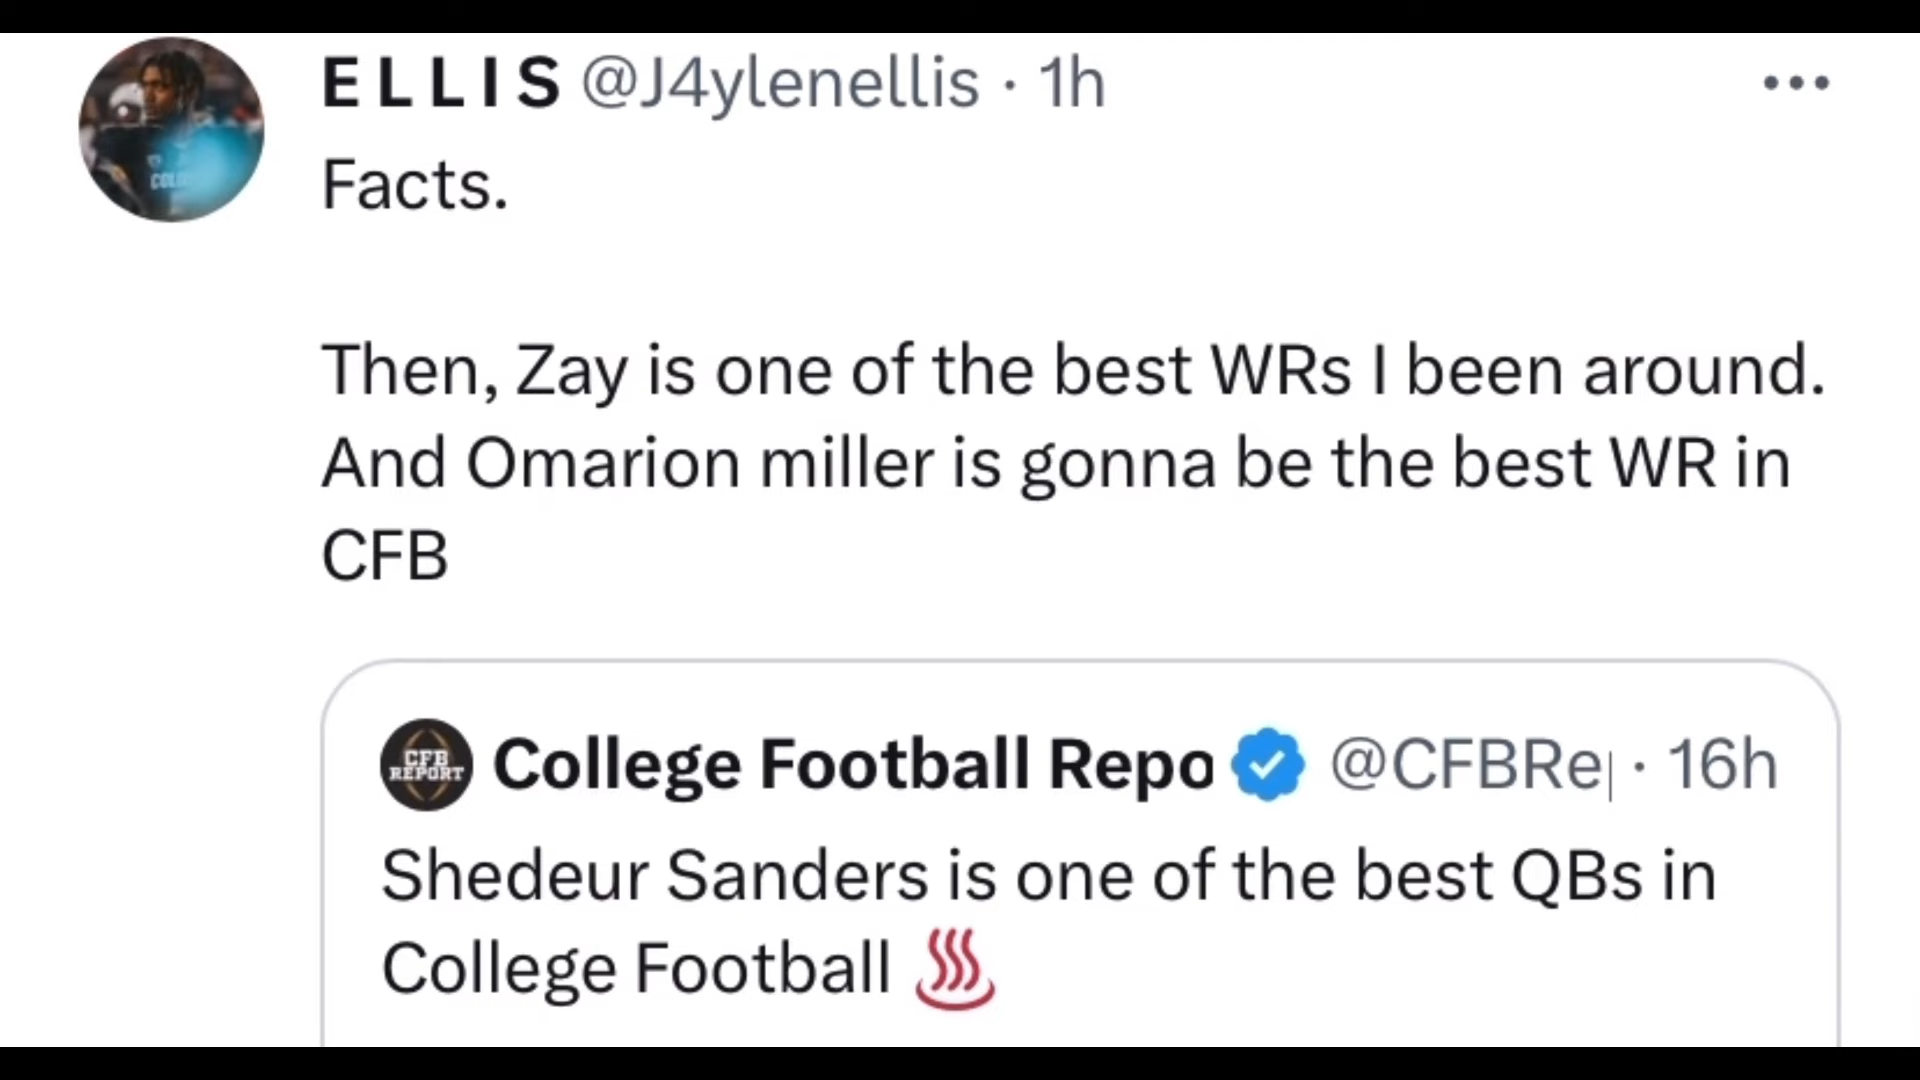 ELLIS @J4ylenellis · 1h
Facts.
Then, Zay is one of the best WRs I been around.
And Omarion miller is gonna be the best WR in
CFB
CFB
REPORT
College Football Repo @CFBRe · 16h
Shedeur Sanders is one of the best QBs in
College Football ♨️